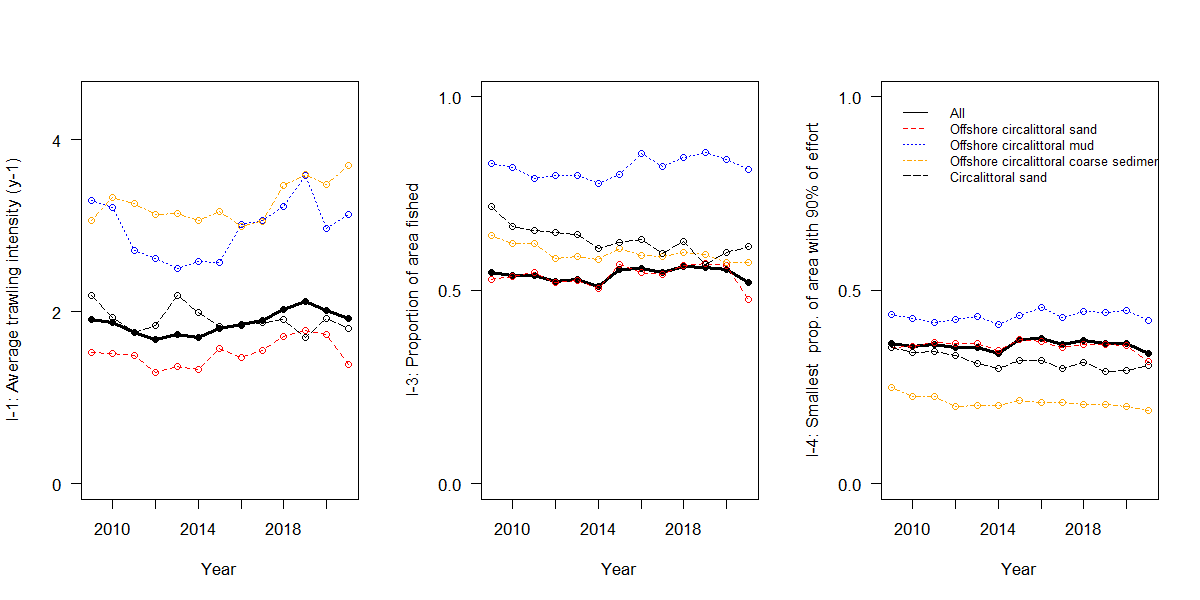 I-1: Average trawling intensity (y-1)
4
2
0
2010 2014 2018
Year
I-3: Proportion of area fished
1.0
0.5
0.0
2010 2014 2018
Year
I-4: Smallest prop. of area with 90% of effort
1.0
0.5
0.0
All
Offshore circalittoral sand
Offshore circalittoral mud
Offshore circalittoral coarse sedimer
Circalittoral sand
2010 2014 2018
Year